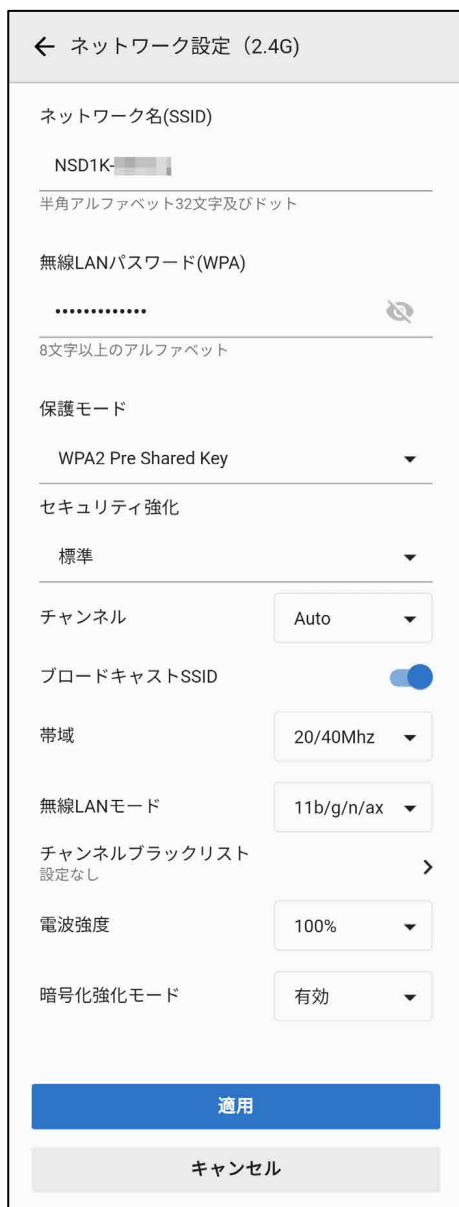 ネットワーク設定（2.4G)
ネットワーク名(SSID)
NSD1K-
半角アルファベット32文字及びドット
無線LANパスワード(WPA)
•••••••••••••
8文字以上のアルファベット
保護モード
WPA2 Pre Shared Key
セキュリティ強化
標準
チャンネル Auto
ブロードキャストSSID
帯域 20/40Mhz
無線LANモード 11b/g/n/ax
チャンネルブラックリスト
設定なし
電波強度 100%
暗号化強化モード 有効
適用
キャンセル